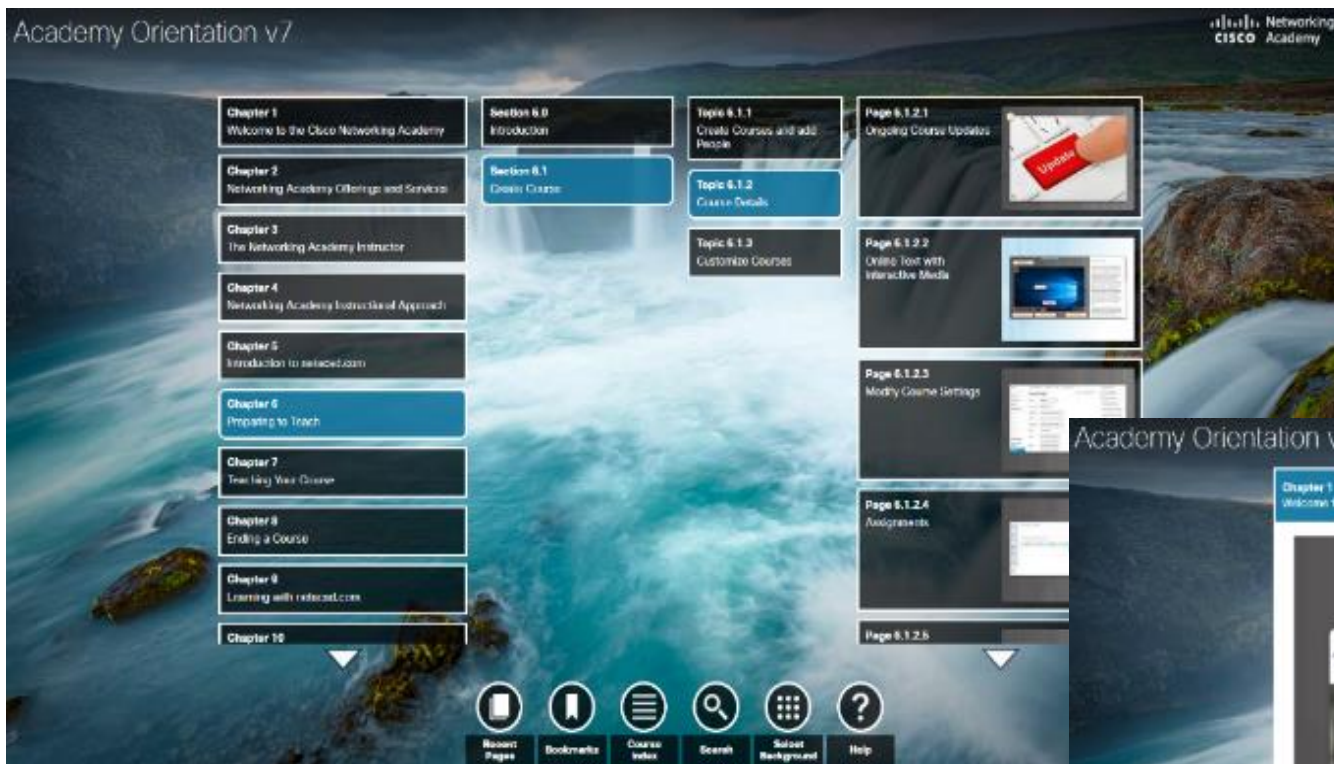 Academy Orientation v7
Networking
CISCO Academy
Chapter 1
Welcome to the Cisco Networking Academy
Chapter 2
Networking Academy Offerings and Services
Chapter 3
The Networking Academy Instructor
Chapter 4
Networking Academy Instructional Approach
Chapter 5
Introduction to netacad.com
Chapter 6
Preparing to Teach
Chapter 7
Teaching Your Course
Chapter 8
Ending a Course
Chapter 9
Learning with netacad.com
Chapter 10
Section 6.0
Introduction
Section 6.1
Create Course
Topic 6.1.1
Create Courses and add
People
Topic 6.1.2
Course Details
Topic 6.1.3
Customize Courses
Page 6.1.2.1
Ongoing Course Updates
Update
Page 6.1.2.2
Online Text with
Interactive Media
Page 6.1.2.3
Modify Course Settings
Page 6.1.2.4
Assignments
Page 6.1.2.5
Recent
Pages
Bookmarks
Course
Index
Search
Select
Background
Help
Academy Orientation v
Chapter 1
Welcome t